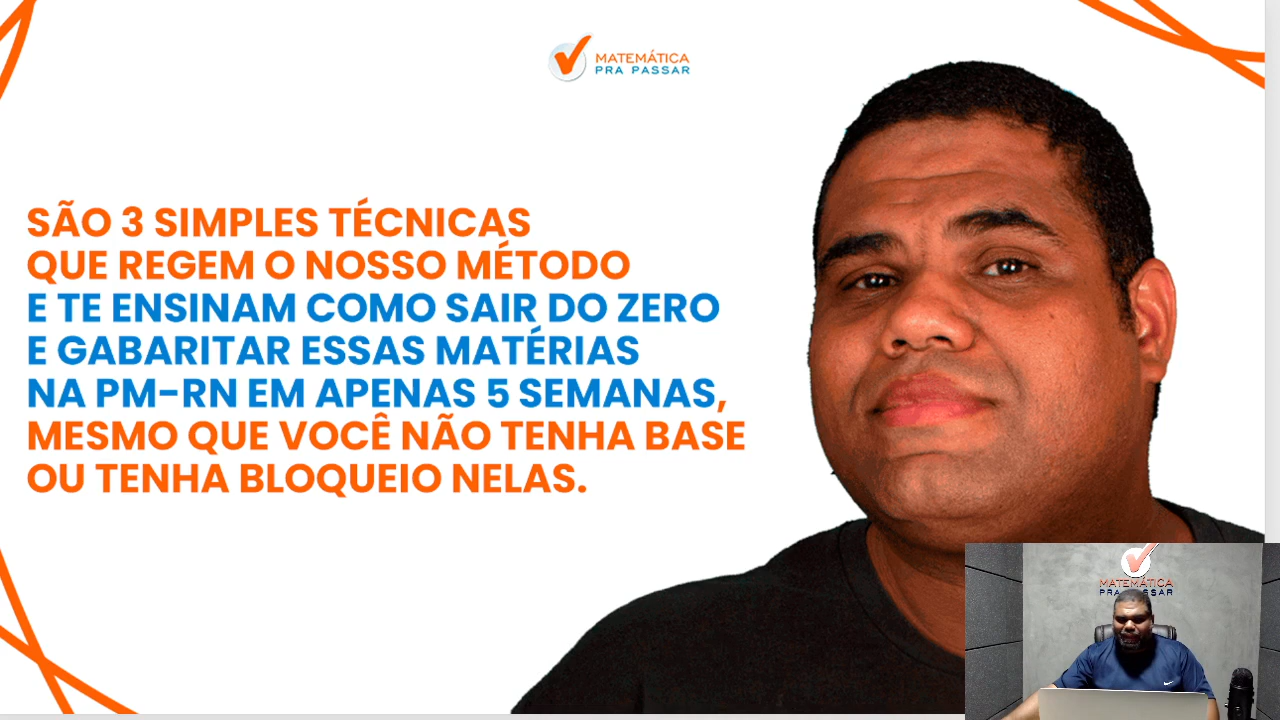 MATEMÁTICA
PRA PASSAR
SÃO 3 SIMPLES TÉCNICAS
QUE REGEM O NOSSO MÉTODO
E TE ENSINAM COMO SAIR DO ZERO
E GABARITAR ESSAS MATÉRIAS
NA PM-RN EM APENAS 5 SEMANAS,
MESMO QUE VOCÊ NÃO TENHA BASE
OU TENHA BLOQUEIO NELAS.
MATEMÁTICA
PRA PASSAR